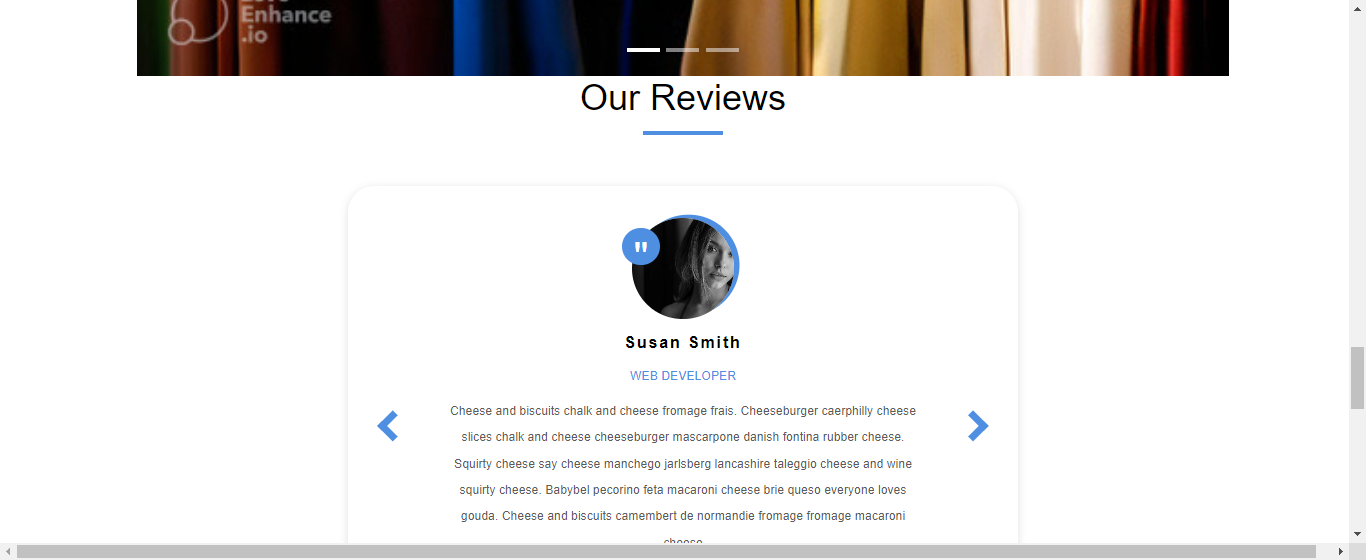 Enhance
.io
Our Reviews
"
Susan Smith
WEB DEVELOPER
Cheese and biscuits chalk and cheese fromage frais. Cheeseburger caerphilly cheese
slices chalk and cheese cheeseburger mascarpone danish fontina rubber cheese.
Squirty cheese say cheese manchego jarlsberg lancashire taleggio cheese and wine
squirty cheese. Babybel pecorino feta macaroni cheese brie queso everyone loves
gouda. Cheese and biscuits camembert de normandie fromage fromage macaroni
cheese